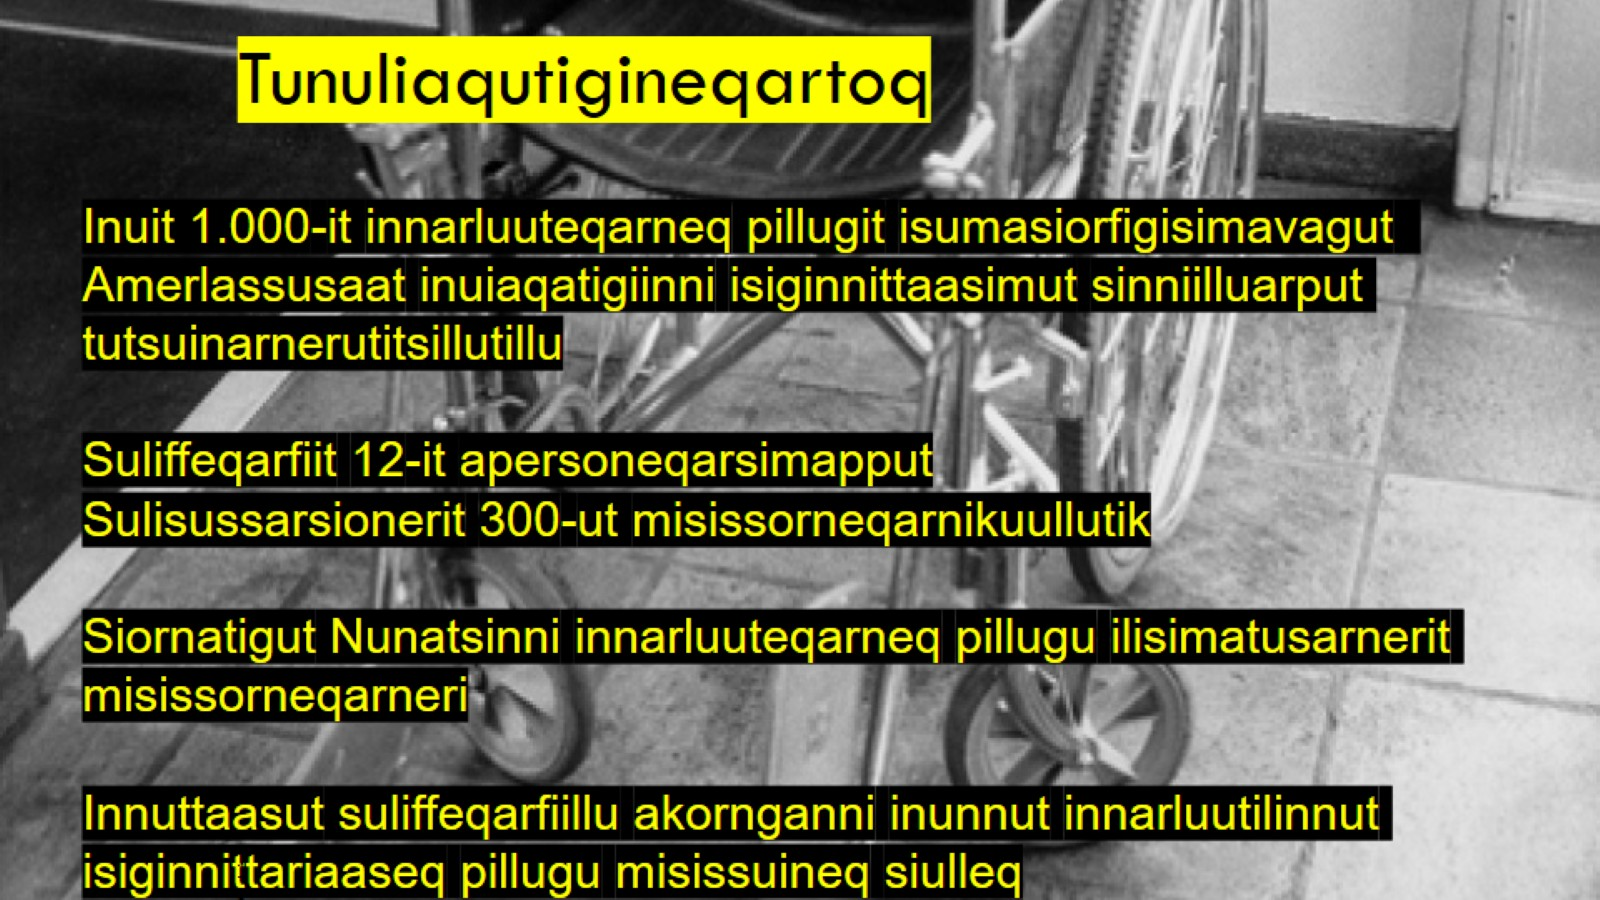 Tunuliaqutigineqartoq
Inuit 1.000-it innarluuteqarneq pillugit isumasiorfigisimavagut
Amerlassusaat inuiaqatigiinni isiginnittaasimut sinniilluarput
tutsuinarnerutitsillutillu
Suliffeqarfiit 12-it apersoneqarsimapput
Sulisussarsionerit 300-ut misissorneqarnikuullutik
Siornatigut Nunatsinni innarluuteqarneq pillugu ilisimatusarnerit
misissorneqarneri
Innuttaasut suliffeqarfiillu akornganni inunnut innarluutilinnut
isiginnittariaaseq pillugu misissuineq siulleq